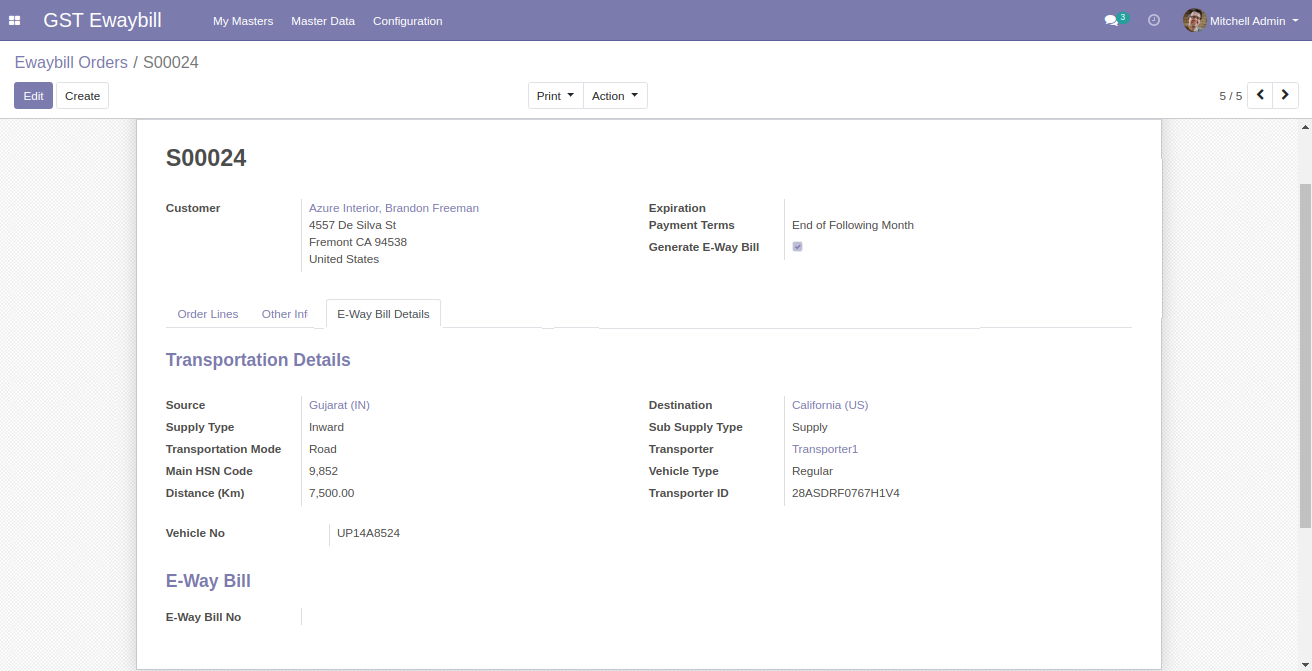 GST Ewaybill My Masters Master Data Configuration 3 Mitchell Admin
Ewaybill Orders / S00024
Edit Create Print Action 5 / 5
S00024
Customer Azure Interior, Brandon Freeman
4557 De Silva St
Fremont CA 94538
United States
Expiration
Payment Terms End of Following Month
Generate E-Way Bill
Order Lines Other Inf E-Way Bill Details
Transportation Details
Source Gujarat (IN) Destination California (US)
Supply Type Inward Sub Supply Type Supply
Transportation Mode Road Transporter Transporter1
Main HSN Code 9,852 Vehicle Type Regular
Distance (Km) 7,500.00 Transporter ID 28ASDRF0767H1V4
Vehicle No UP14A8524
E-Way Bill
E-Way Bill No